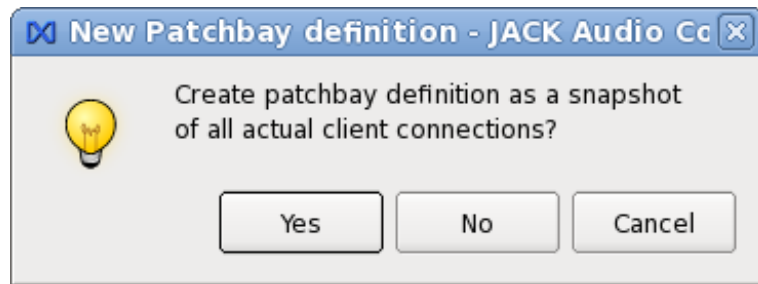 New Patchbay definition - JACK Audio Co
Create patchbay definition as a snapshot
of all actual client connections?
Yes
No
Cancel